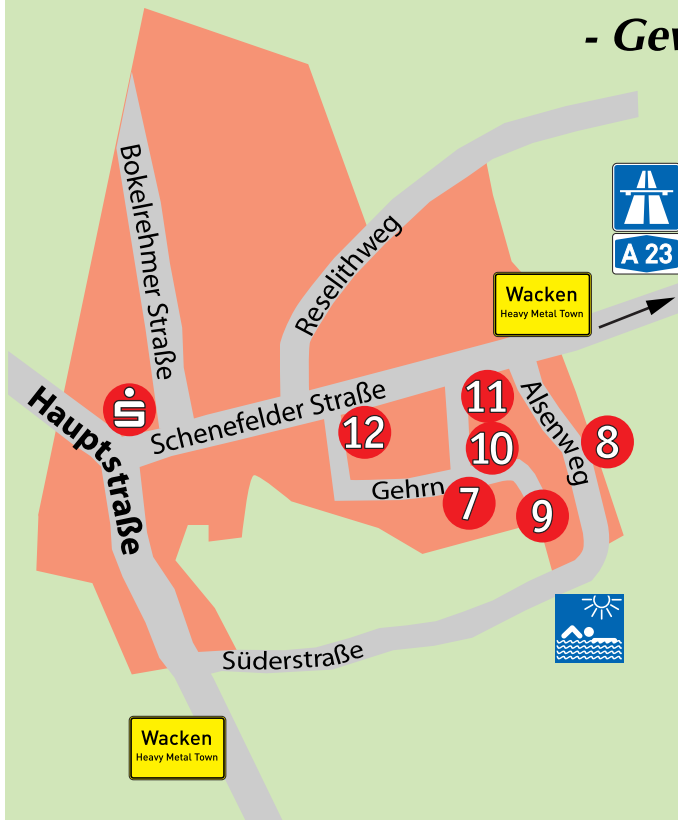 - Gew
Bokelrehmer Straße
Reselithweg
A 23
Wacken
Heavy Metal Town
Hauptstraße
Schenefelder Straße
Alsenweg
11
12
10
8
Gehrn
7
9
Süderstraße
Wacken
Heavy Metal Town